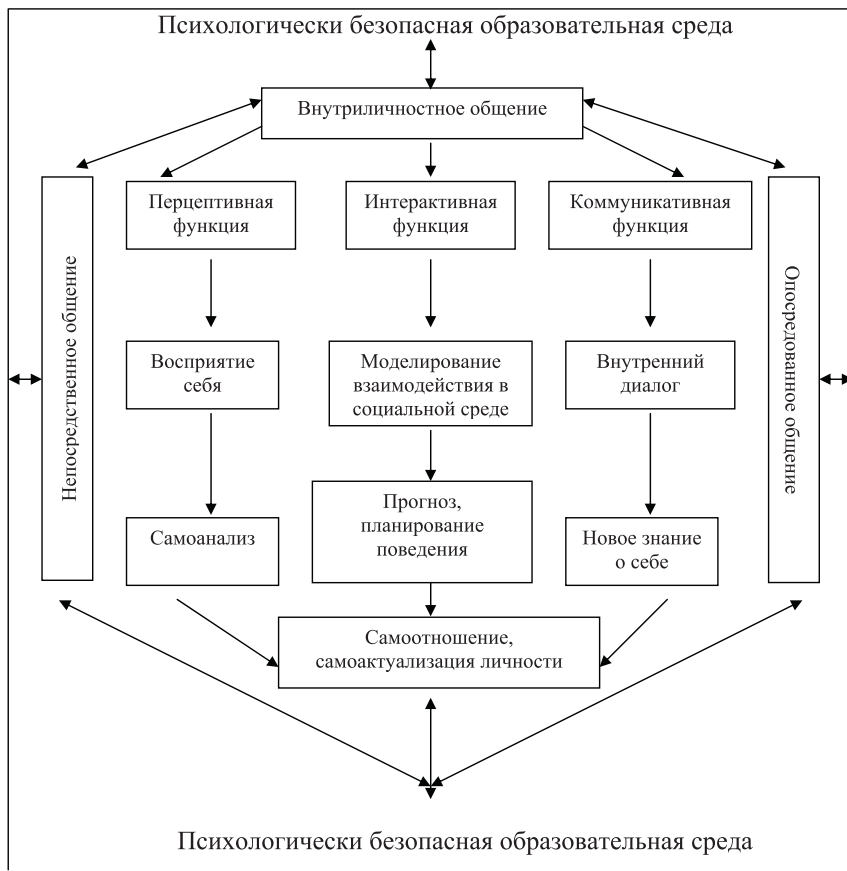 Психологически безопасная образовательная среда
Внутриличностное общение
Непосредственное общение
Перцептивная
функция
Интерактивная
функция
Коммуникативная
функция
Опосредованное общение
Восприятие
себя
Моделирование
взаимодействия в
социальной среде
Внутренний
диалог
Самоанализ
Прогноз,
планирование
поведения
Новое знание
о себе
Самоотношение,
самоактуализация личности
Психологически безопасная образовательная среда